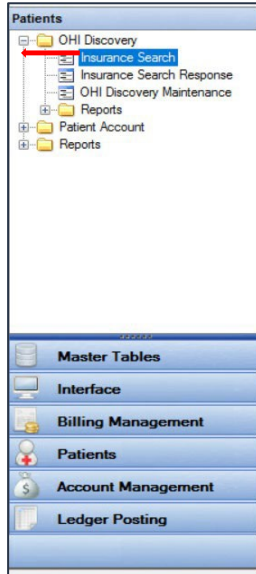 Patients
OHI Discovery
Insurance Search
Insurance Search Response
OHI Discovery Maintenance
Reports
Patient Account
Reports
Master Tables
Interface
Billing Management
Patients
Account Management
Ledger Posting